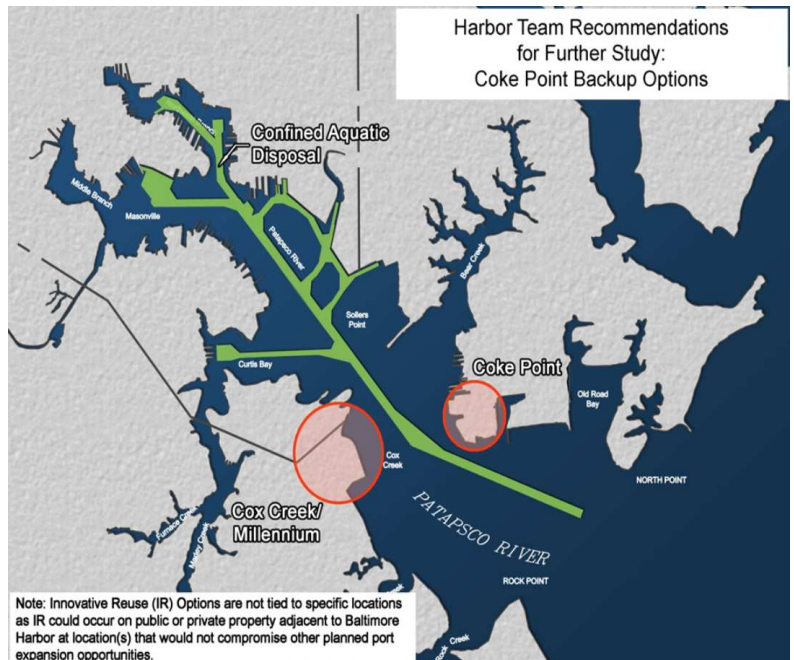 Harbor Team Recommendations
for Further Study:
Coke Point Backup Options
Confined Aquatic
Disposal
Middle Branch
Masonville
Patapsco River
Bear Creek
Sollers
Point
Curtis Bay
Coke Point
Old Road
Bay
Cox
Creek
NORTH POINT
Cox Creek/
Millennium
Furnace Creek
Marley Creek
PATAPSCO RIVER
ROCK POINT
Rock Creek
Note: Innovative Reuse (IR) Options are not tied to specific locations
as IR could occur on public or private property adjacent to Baltimore
Harbor at location(s) that would not compromise other planned port
expansion opportunities.